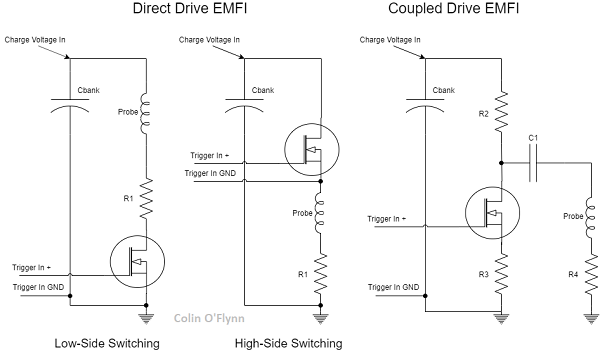 Direct Drive EMFI
Coupled Drive EMFI
Charge Voltage In
Cbank
Probe
R1
Trigger In +
Trigger In GND
Low-Side Switching
Charge Voltage In
Cbank
Trigger In +
Trigger In GND
Probe
R1
High-Side Switching
Charge Voltage In
Cbank
R2
C1
Trigger In +
Probe
R3
R4
Trigger In GND
Colin O'Flynn